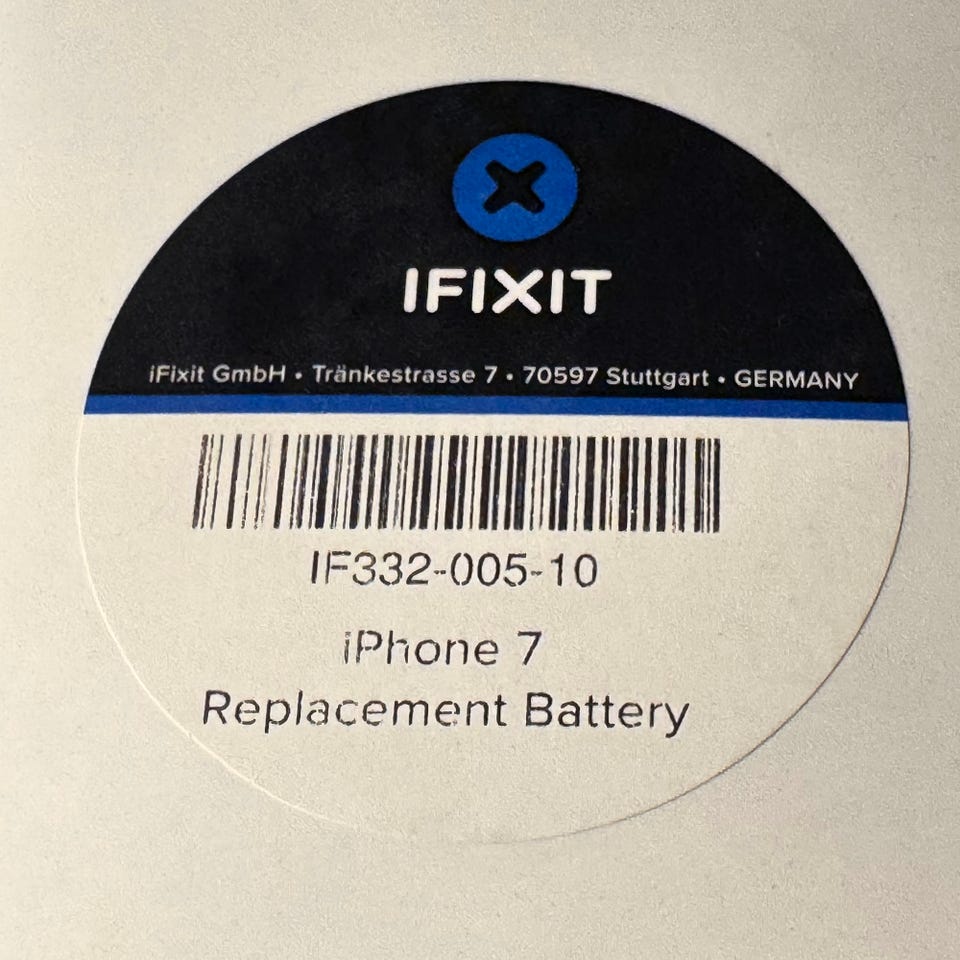 IFIXIT
iFixit GmbH • Tränkestrasse 7 • 70597 Stuttgart • GERMANY
IF332-005-10
iPhone 7
Replacement Battery